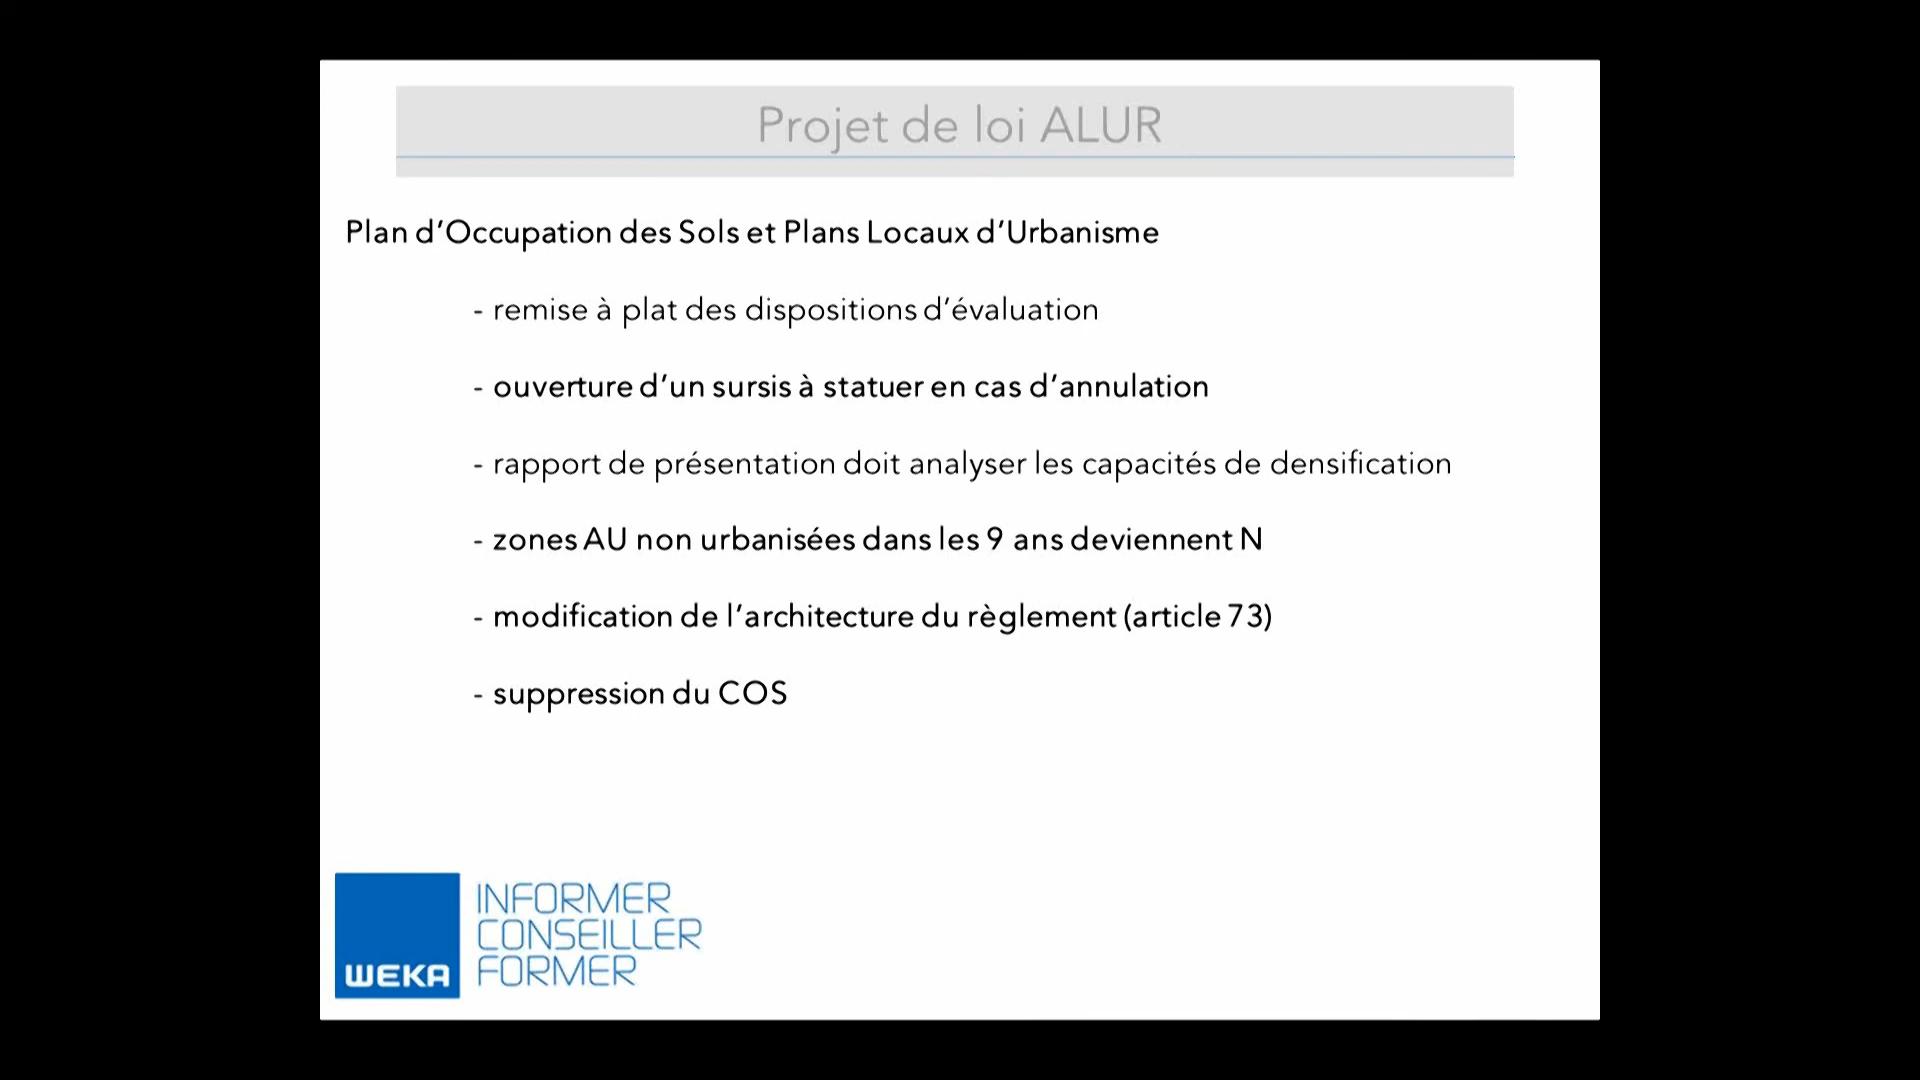 Projet de loi ALUR
Plan d’Occupation des Sols et Plans Locaux d’Urbanisme
- remise à plat des dispositions d’évaluation
- ouverture d’un sursis à statuer en cas d’annulation
- rapport de présentation doit analyser les capacités de densification
- zones AU non urbanisées dans les 9 ans deviennent N
- modification de l’architecture du règlement (article 73)
- suppression du COS
INFORMER
CONSEILLER
FORMER
WEKA